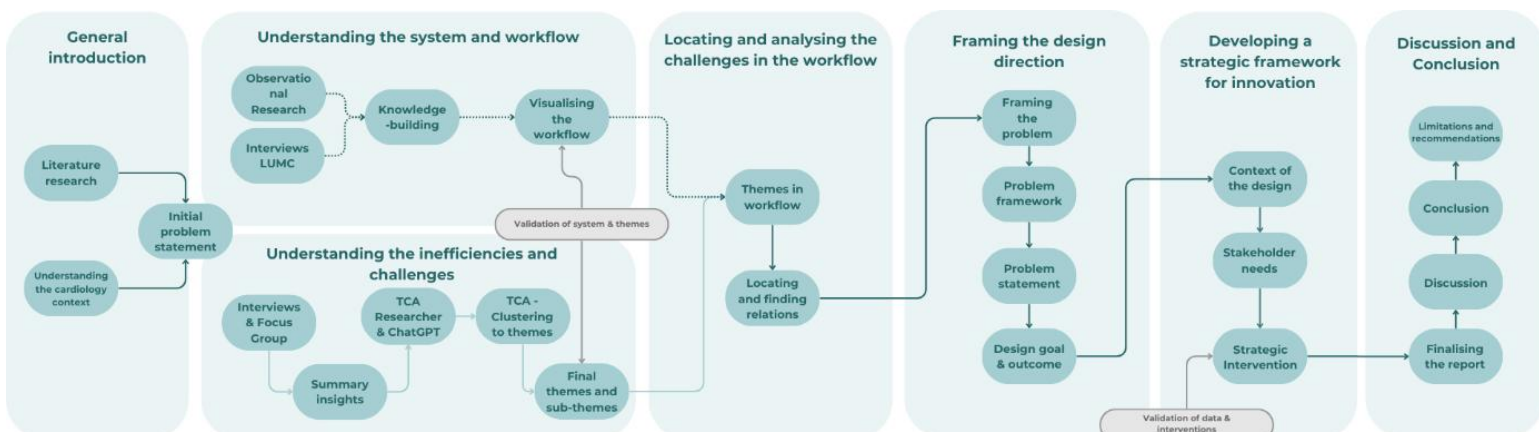 General
introduction
Literature
research
Initial
problem
statement
Understanding
the cardiology
context
Understanding the system and workflow
Observatio
nal
Research
Interviews
LUMC
Knowledge
-building
Visualising
the
workflow
Validation of system & themes
Understanding the inefficiencies and
challenges
Interviews
& Focus
Group
Summary
insights
TCA
Researcher
& ChatGPT
TCA -
Clustering
to themes
Final
themes and
sub-themes
Locating and analysing the
challenges in the workflow
Themes in
workflow
Locating
and finding
relations
Framing the design
direction
Framing
the
problem
Problem
framework
Problem
statement
Design goal
& outcome
Developing a
strategic framework
for innovation
Context of
the design
Stakeholder
needs
Strategic
Intervention
Validation of data &
interventions
Discussion and
Conclusion
Limitations and
recommendations
Conclusion
Discussion
Finalising
the report